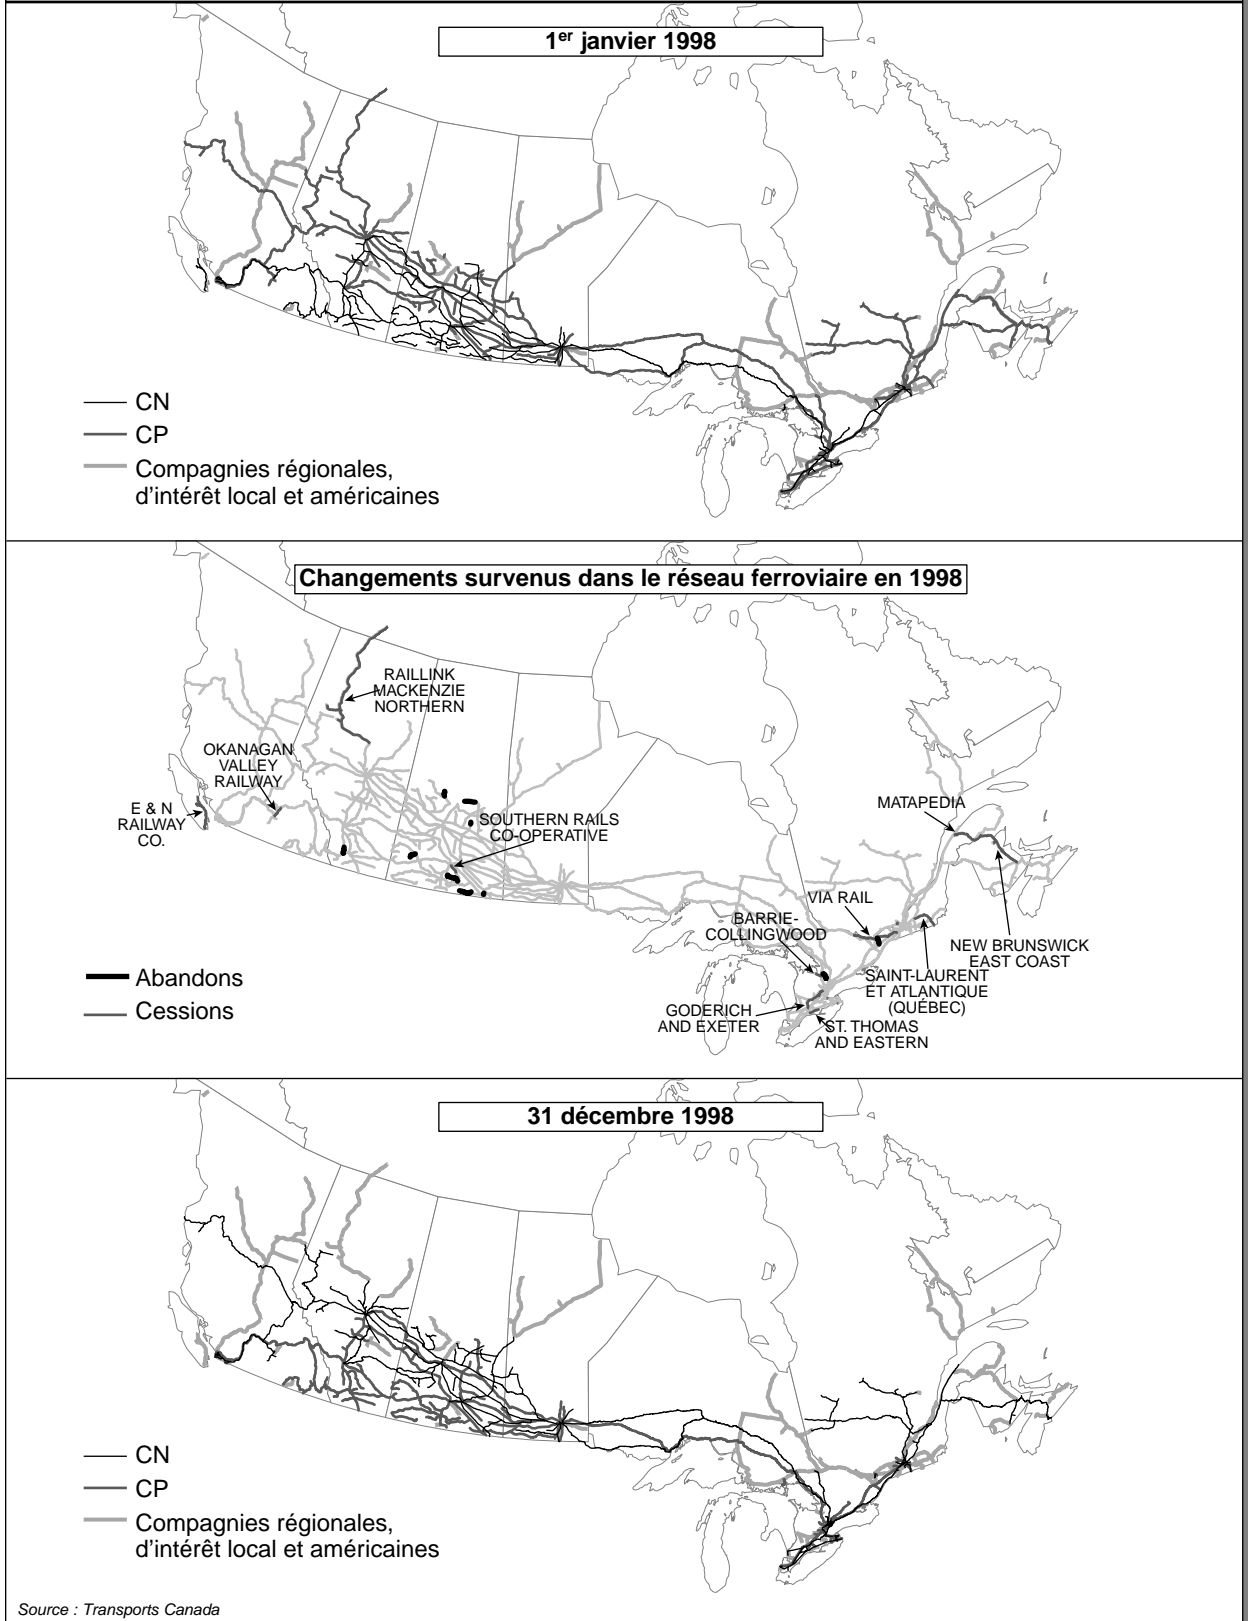 1er janvier 1998
CN
CP
Compagnies régionales,
d'intérêt local et américaines
Changements survenus dans le réseau ferroviaire en 1998
RAILLINK
MACKENZIE
NORTHERN
OKANAGAN
VALLEY
RAILWAY
E & N
RAILWAY
CO.
SOUTHERN RAILS
CO-OPERATIVE
MATAPEDIA
VIA RAIL
BARRIE-
COLLINGWOOD
NEW BRUNSWICK
EAST COAST
SAINT-LAURENT
ET ATLANTIQUE
(QUÉBEC)
GODERICH
AND EXETER
ST. THOMAS
AND EASTERN
Abandons
Cessions
31 décembre 1998
CN
CP
Compagnies régionales,
d'intérêt local et américaines
Source : Transports Canada